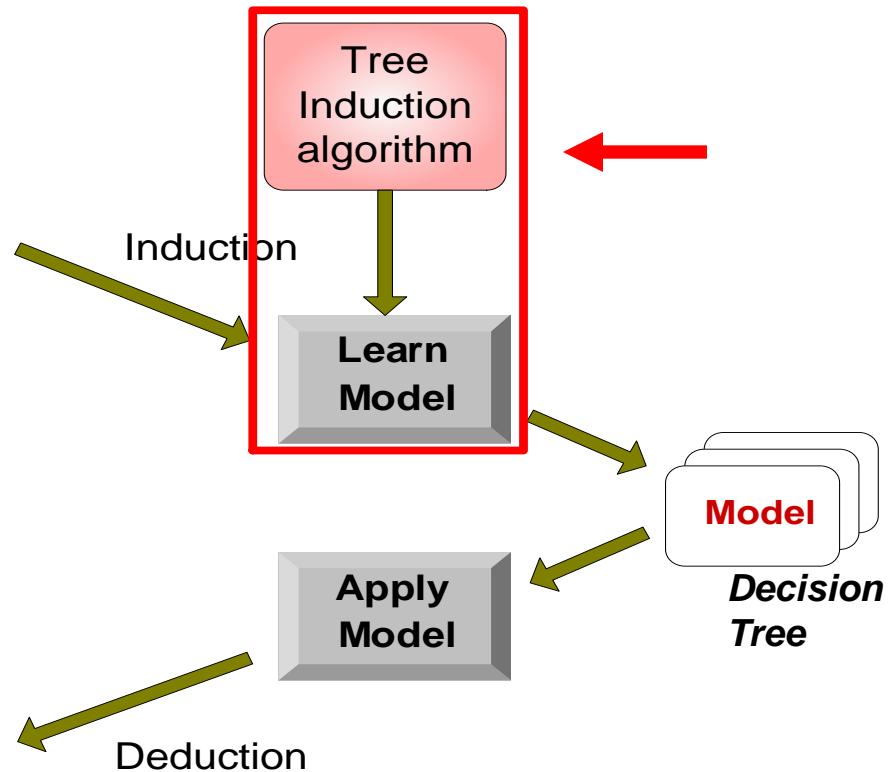 Tree
Induction
algorithm
Induction
Learn
Model
Model
Decision
Tree
Apply
Model
Deduction